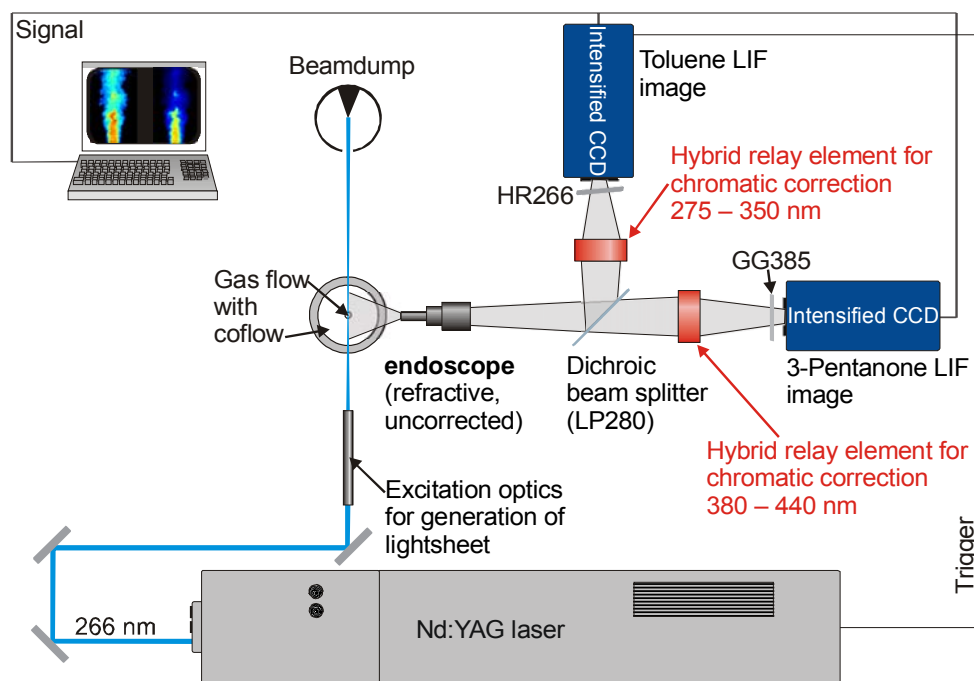 Signal
Beamdump
Intensified CCD
Toluene LIF
image
HR266
Hybrid relay element for
chromatic correction
275 – 350 nm
Gas flow
with
coflow
GG385
Intensified CCD
endoscope
(refractive,
uncorrected)
Dichroic
beam splitter
(LP280)
3-Pentanone LIF
image
Hybrid relay element for
chromatic correction
380 – 440 nm
Excitation optics
for generation of
lightsheet
Trigger
266 nm
Nd:YAG laser